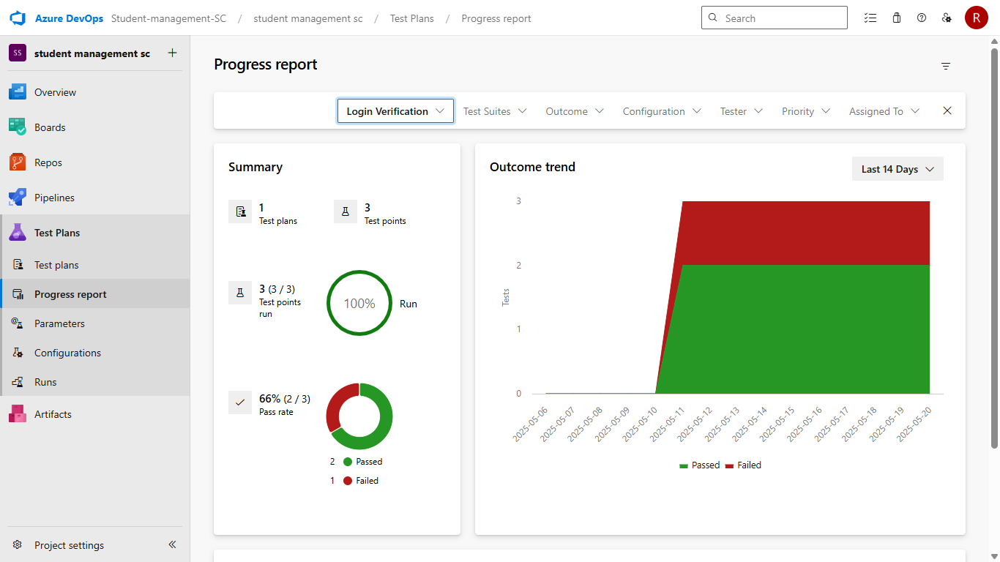 Azure DevOps Student-management-SC / student management sc / Test Plans / Progress report
Search
R
SS student management sc
Overview
Boards
Repos
Pipelines
Test Plans
Test plans
Progress report
Parameters
Configurations
Runs
Artifacts
Project settings
Progress report
Login Verification Test Suites Outcome Configuration Tester Priority Assigned To
Summary
1
Test plans
3
Test points
3 (3 / 3)
Test points
run
100%
Run
66% (2 / 3)
Pass rate
2 Passed
1 Failed
Outcome trend
Last 14 Days
3
2
1
0
Tests
2025-05-06
2025-05-07
2025-05-08
2025-05-09
2025-05-10
2025-05-11
2025-05-12
2025-05-13
2025-05-14
2025-05-15
2025-05-16
2025-05-17
2025-05-18
2025-05-19
2025-05-20
Passed Failed